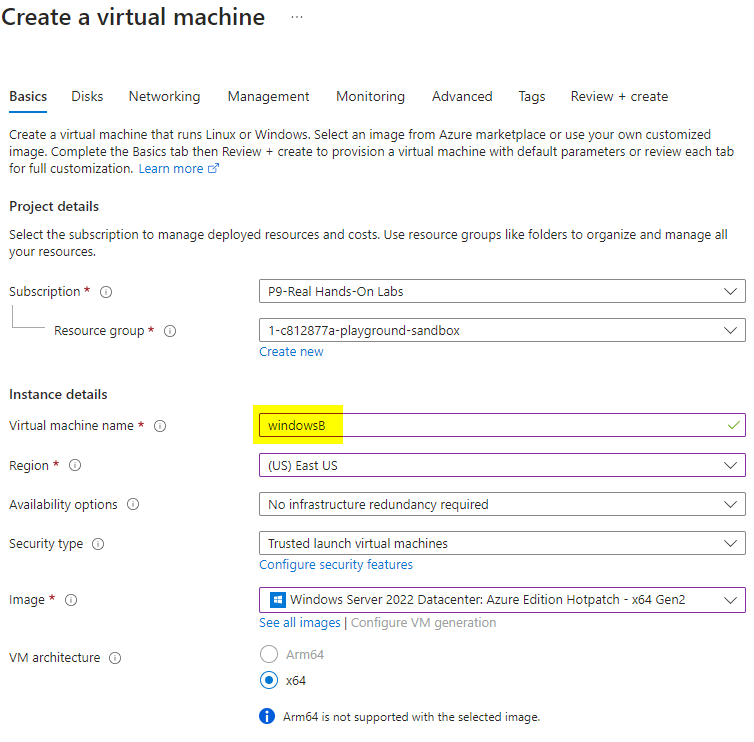 Create a virtual machine ...
Basics Disks Networking Management Monitoring Advanced Tags Review + create
Create a virtual machine that runs Linux or Windows. Select an image from Azure marketplace or use your own customized
image. Complete the Basics tab then Review + create to provision a virtual machine with default parameters or review each tab
for full customization. Learn more
Project details
Select the subscription to manage deployed resources and costs. Use resource groups like folders to organize and manage all
your resources.
Subscription * P9-Real Hands-On Labs
Resource group * 1-c812877a-playground-sandbox
Create new
Instance details
Virtual machine name * windowsB
Region * (US) East US
Availability options No infrastructure redundancy required
Security type Trusted launch virtual machines
Configure security features
Image * Windows Server 2022 Datacenter: Azure Edition Hotpatch - x64 Gen2
See all images | Configure VM generation
VM architecture Arm64
x64
Arm64 is not supported with the selected image.